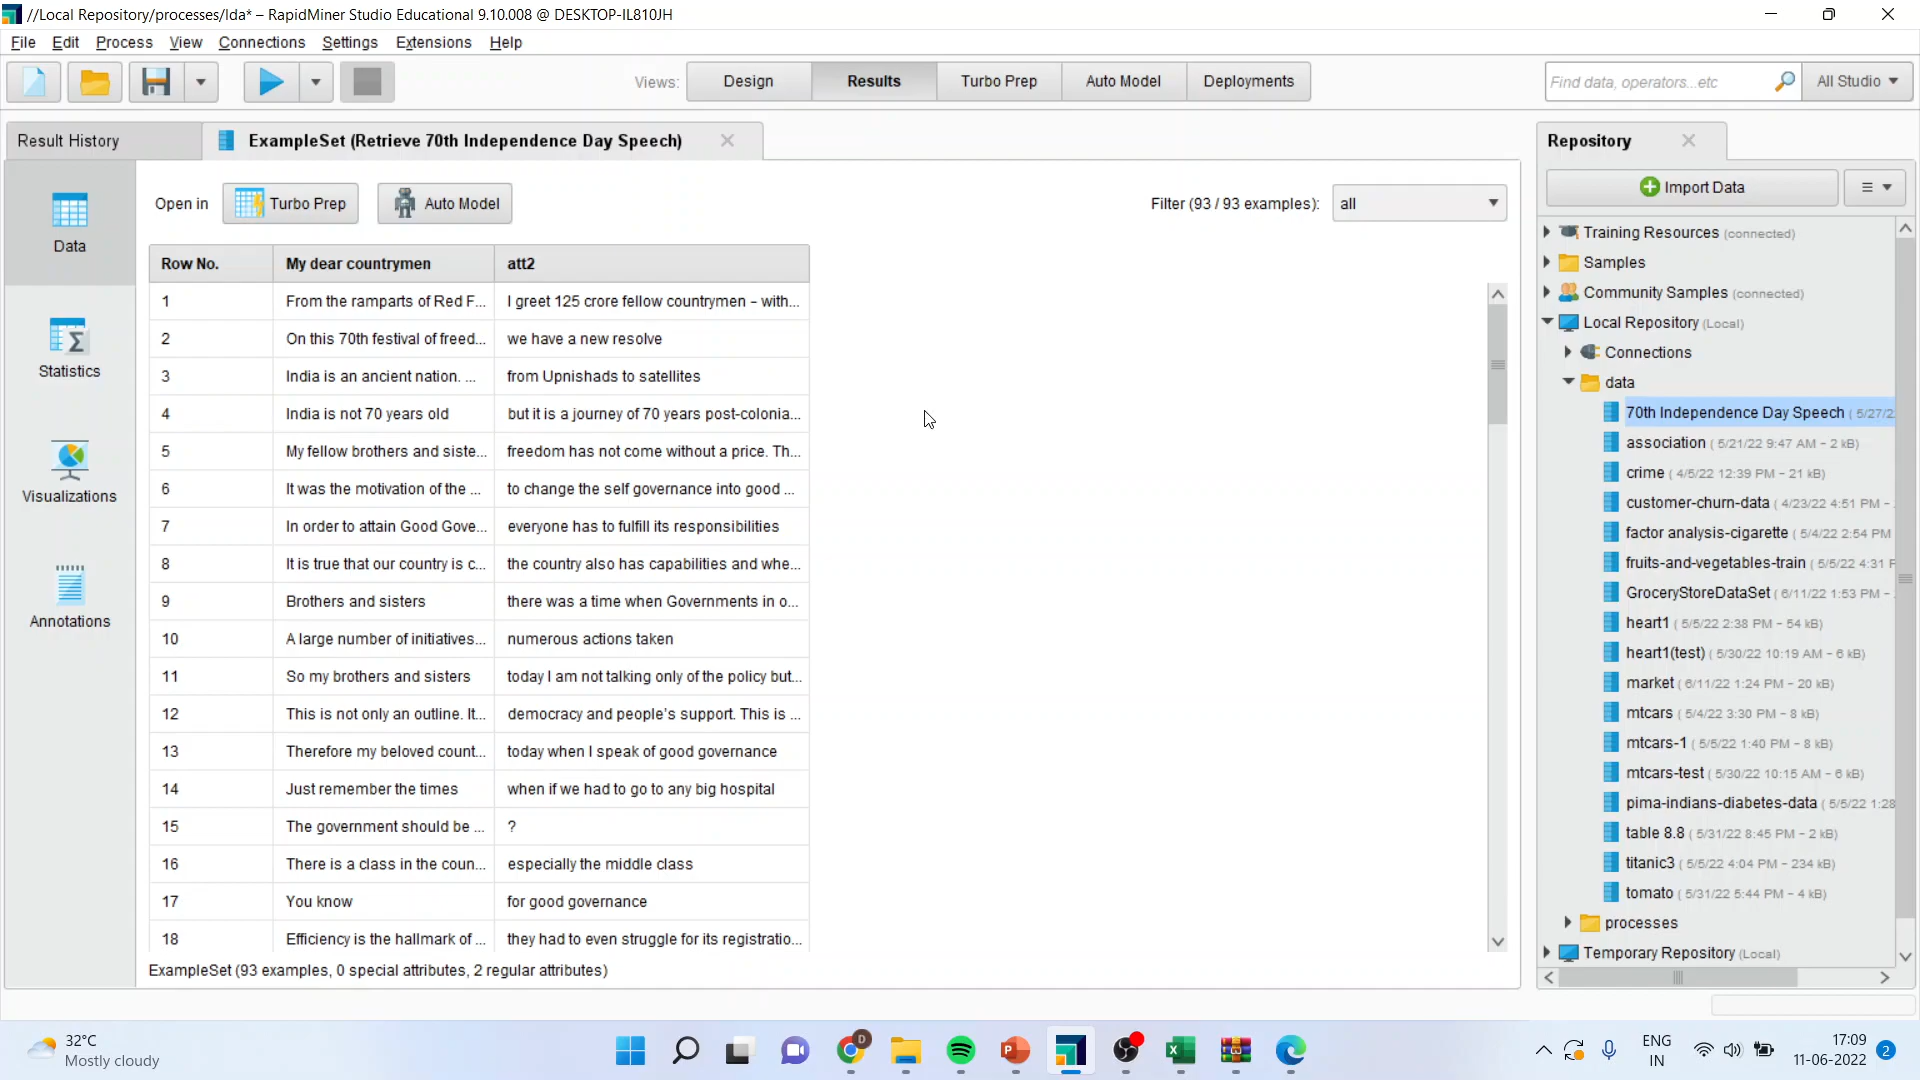 //Local Repository/processes/lda* – RapidMiner Studio Educational 9.10.008 @ DESKTOP-IL810JH
File Edit Process View Connections Settings Extensions Help
Views: Design Results Turbo Prep Auto Model Deployments
Find data, operators...etc All Studio
Result History
ExampleSet (Retrieve 70th Independence Day Speech)
Open in Turbo Prep Auto Model
Filter (93 / 93 examples): all
Data
Statistics
Visualizations
Annotations
Row No. My dear countrymen att2
1 From the ramparts of Red F... I greet 125 crore fellow countrymen – with...
2 On this 70th festival of freed... we have a new resolve
3 India is an ancient nation. ... from Upnishads to satellites
4 India is not 70 years old but it is a journey of 70 years post-colonia...
5 My fellow brothers and siste... freedom has not come without a price. Th...
6 It was the motivation of the ... to change the self governance into good ...
7 In order to attain Good Gove... everyone has to fulfill its responsibilities
8 It is true that our country is c... the country also has capabilities and whe...
9 Brothers and sisters there was a time when Governments in o...
10 A large number of initiatives... numerous actions taken
11 So my brothers and sisters today I am not talking only of the policy but...
12 This is not only an outline. It... democracy and people's support. This is ...
13 Therefore my beloved count... today when I speak of good governance
14 Just remember the times when if we had to go to any big hospital
15 The government should be ... ?
16 There is a class in the coun... especially the middle class
17 You know for good governance
18 Efficiency is the hallmark of ... they had to even struggle for its registratio...
ExampleSet (93 examples, 0 special attributes, 2 regular attributes)
Repository
Import Data
Training Resources (connected)
Samples
Community Samples (connected)
Local Repository (Local)
Connections
data
70th Independence Day Speech ( 5/27/2
association ( 5/21/22 9:47 AM – 2 kB)
crime ( 4/5/22 12:39 PM – 21 kB)
customer-churn-data ( 4/23/22 4:51 PM –
factor analysis-cigarette ( 5/4/22 2:54 PM
fruits-and-vegetables-train ( 5/5/22 4:31 P
GroceryStoreDataSet ( 6/11/22 1:53 PM –
heart1 ( 5/5/22 2:38 PM – 54 kB)
heart1(test) ( 5/30/22 10:19 AM – 6 kB)
market ( 6/11/22 1:24 PM – 20 kB)
mtcars ( 5/4/22 3:30 PM – 8 kB)
mtcars-1 ( 5/5/22 1:40 PM – 8 kB)
mtcars-test ( 5/30/22 10:15 AM – 6 kB)
pima-indians-diabetes-data ( 5/5/22 1:28
table 8.8 ( 5/31/22 8:45 PM – 2 kB)
titanic3 ( 5/5/22 4:04 PM – 234 kB)
tomato ( 5/31/22 5:44 PM – 4 kB)
processes
Temporary Repository (Local)
32°C
Mostly cloudy
D
ENG
IN
17:09
11-06-2022
2